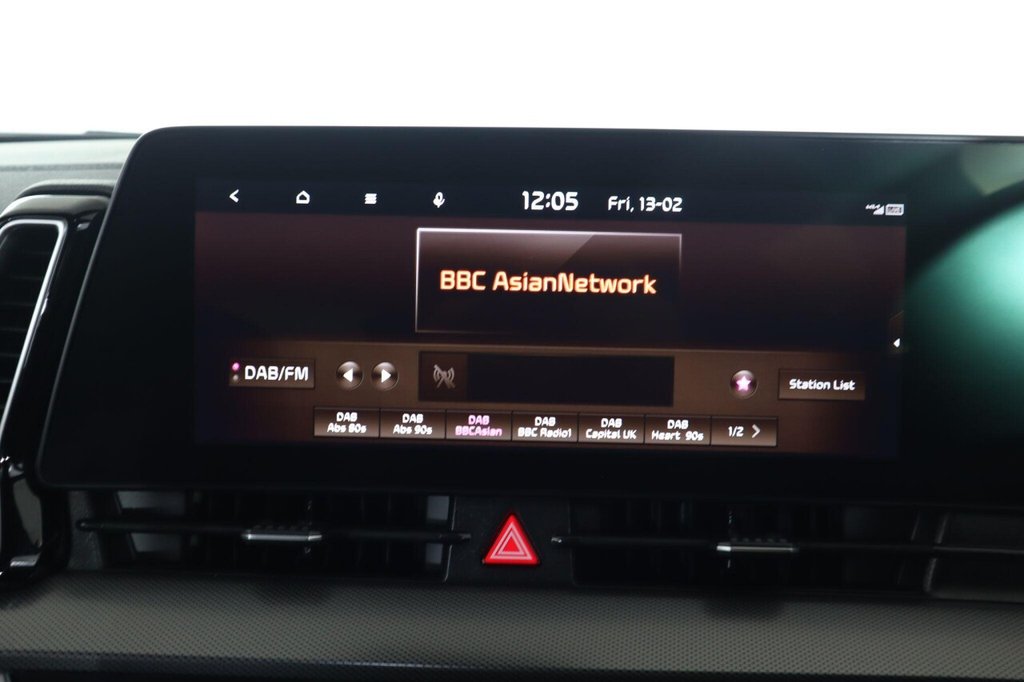 12:05 Fri, 13-02
BBC AsianNetwork
DAB/FM
Station List
DAB
Abs 80s
DAB
Abs 90s
DAB
BBCAsian
DAB
BBC Radio1
DAB
Capital UK
DAB
Heart 90s
1/2